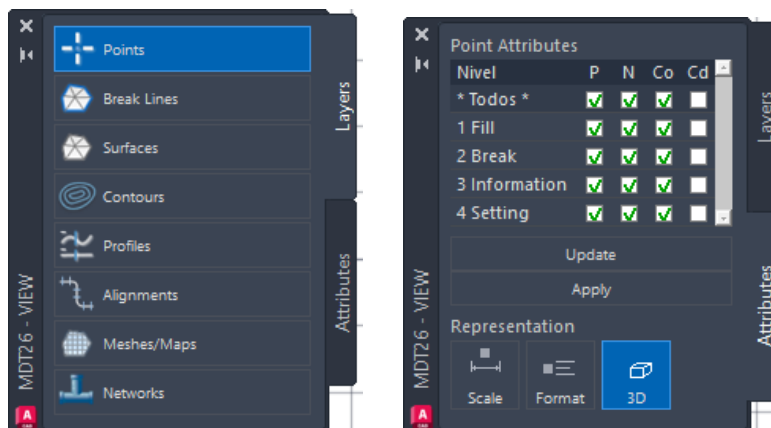 Points
Break Lines
Surfaces
Contours
Profiles
Alignments
Meshes/Maps
Networks
Layers
Attributes
MDT26 - VIEW
A
CAD
Point Attributes
Nivel P N Co Cd
* Todos *
1 Fill
2 Break
3 Information
4 Setting
Update
Apply
Representation
Scale Format 3D
Layers
Attributes
MDT26 - VIEW
A
CAD